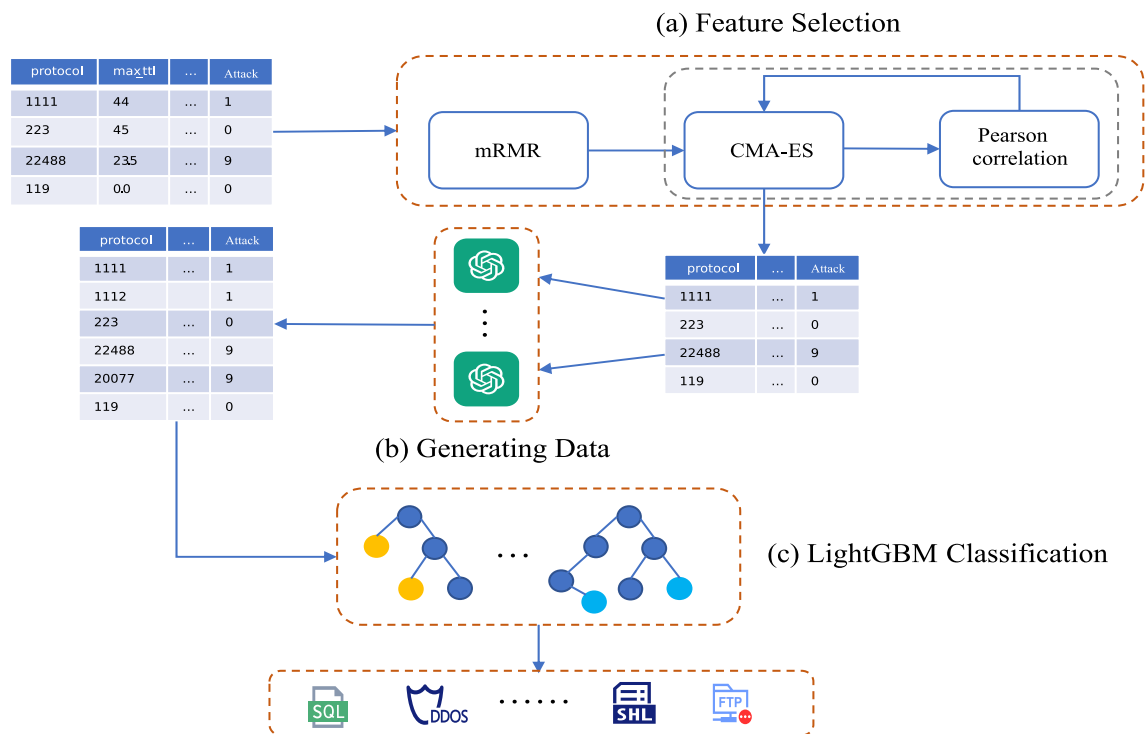 (a) Feature Selection
protocol max_ttl ... Attack
1111 44 ... 1
223 45 ... 0
22488 23.5 ... 9
119 0.0 ... 0
mRMR
CMA-ES
Pearson
correlation
protocol ... Attack
1111 ... 1
1112 1
223 ... 0
22488 ... 9
20077 ... 9
119 ... 0
protocol ... Attack
1111 ... 1
223 ... 0
22488 ... 9
119 ... 0
(b) Generating Data
(c) LightGBM Classification
SQL
DDOS
SHL
FTP